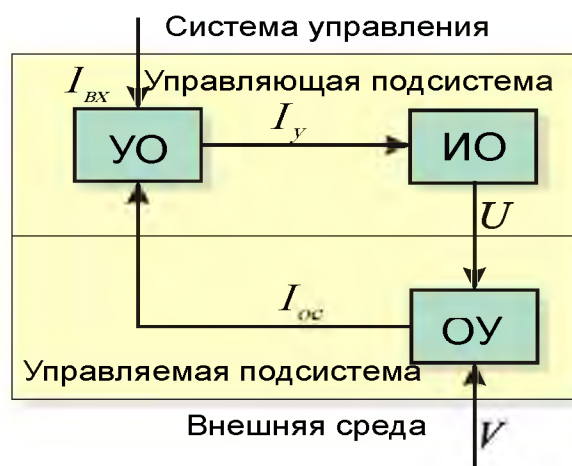 Система управления
I вх
Управляющая подсистема
I у
УО
ИО
U
I ос
ОУ
Управляемая подсистема
Внешняя среда
V